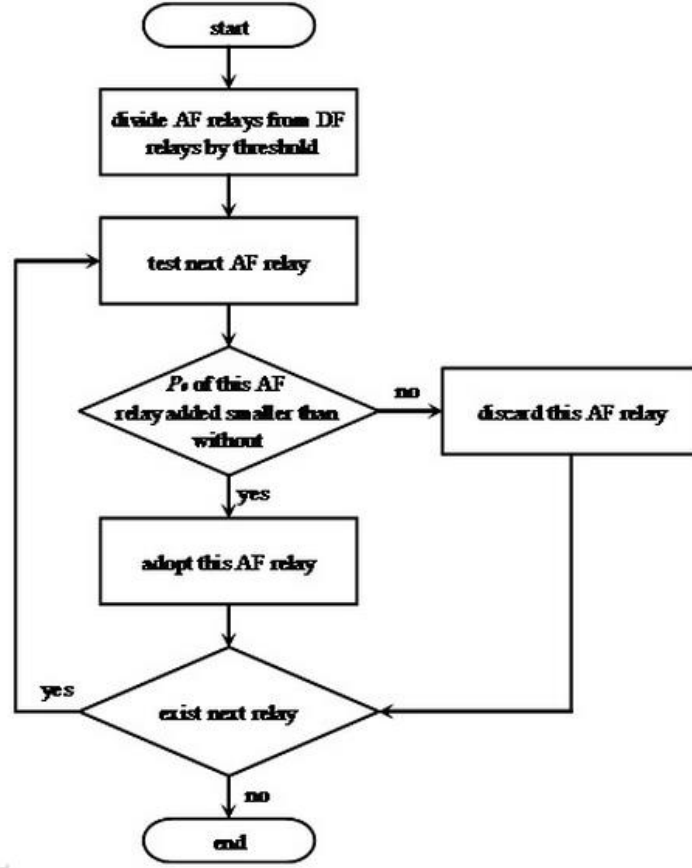 start
divide AF relays from DF
relays by threshold
test next AF relay
Pe of this AF
relay added smaller than
without
no
discard this AF relay
yes
adopt this AF relay
yes
exist next relay
no
end